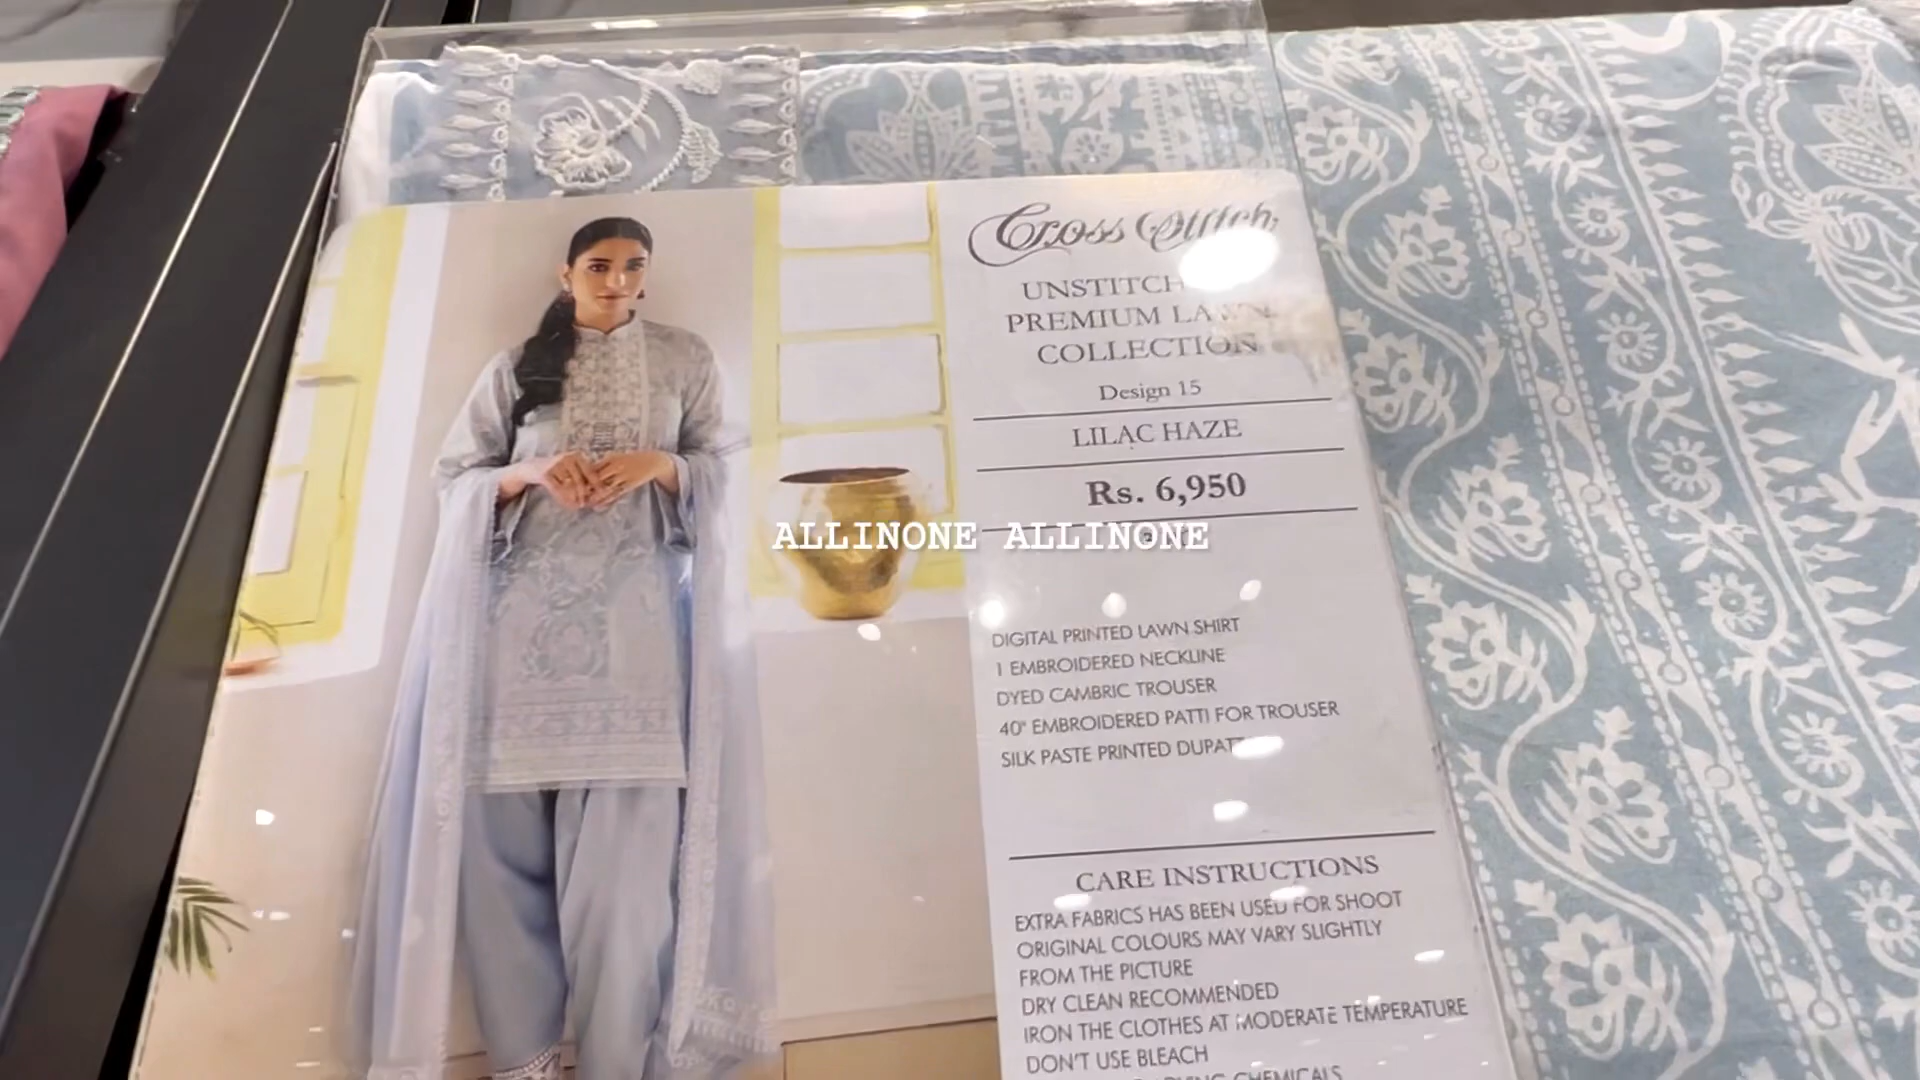 Cross Stitch
UNSTITCH
PREMIUM LAWN
COLLECTION
Design 15
LILAC HAZE
Rs. 6,950
ALLINONE ALLINONE
DIGITAL PRINTED LAWN SHIRT
1 EMBROIDERED NECKLINE
DYED CAMBRIC TROUSER
40" EMBROIDERED PATTI FOR TROUSER
SILK PASTE PRINTED DUPATT
CARE INSTRUCTIONS
EXTRA FABRICS HAS BEEN USED FOR SHOOT
ORIGINAL COLOURS MAY VARY SLIGHTLY
FROM THE PICTURE
DRY CLEAN RECOMMENDED
IRON THE CLOTHES AT MODERATE TEMPERATURE
DON'T USE BLEACH
CHEMICALS